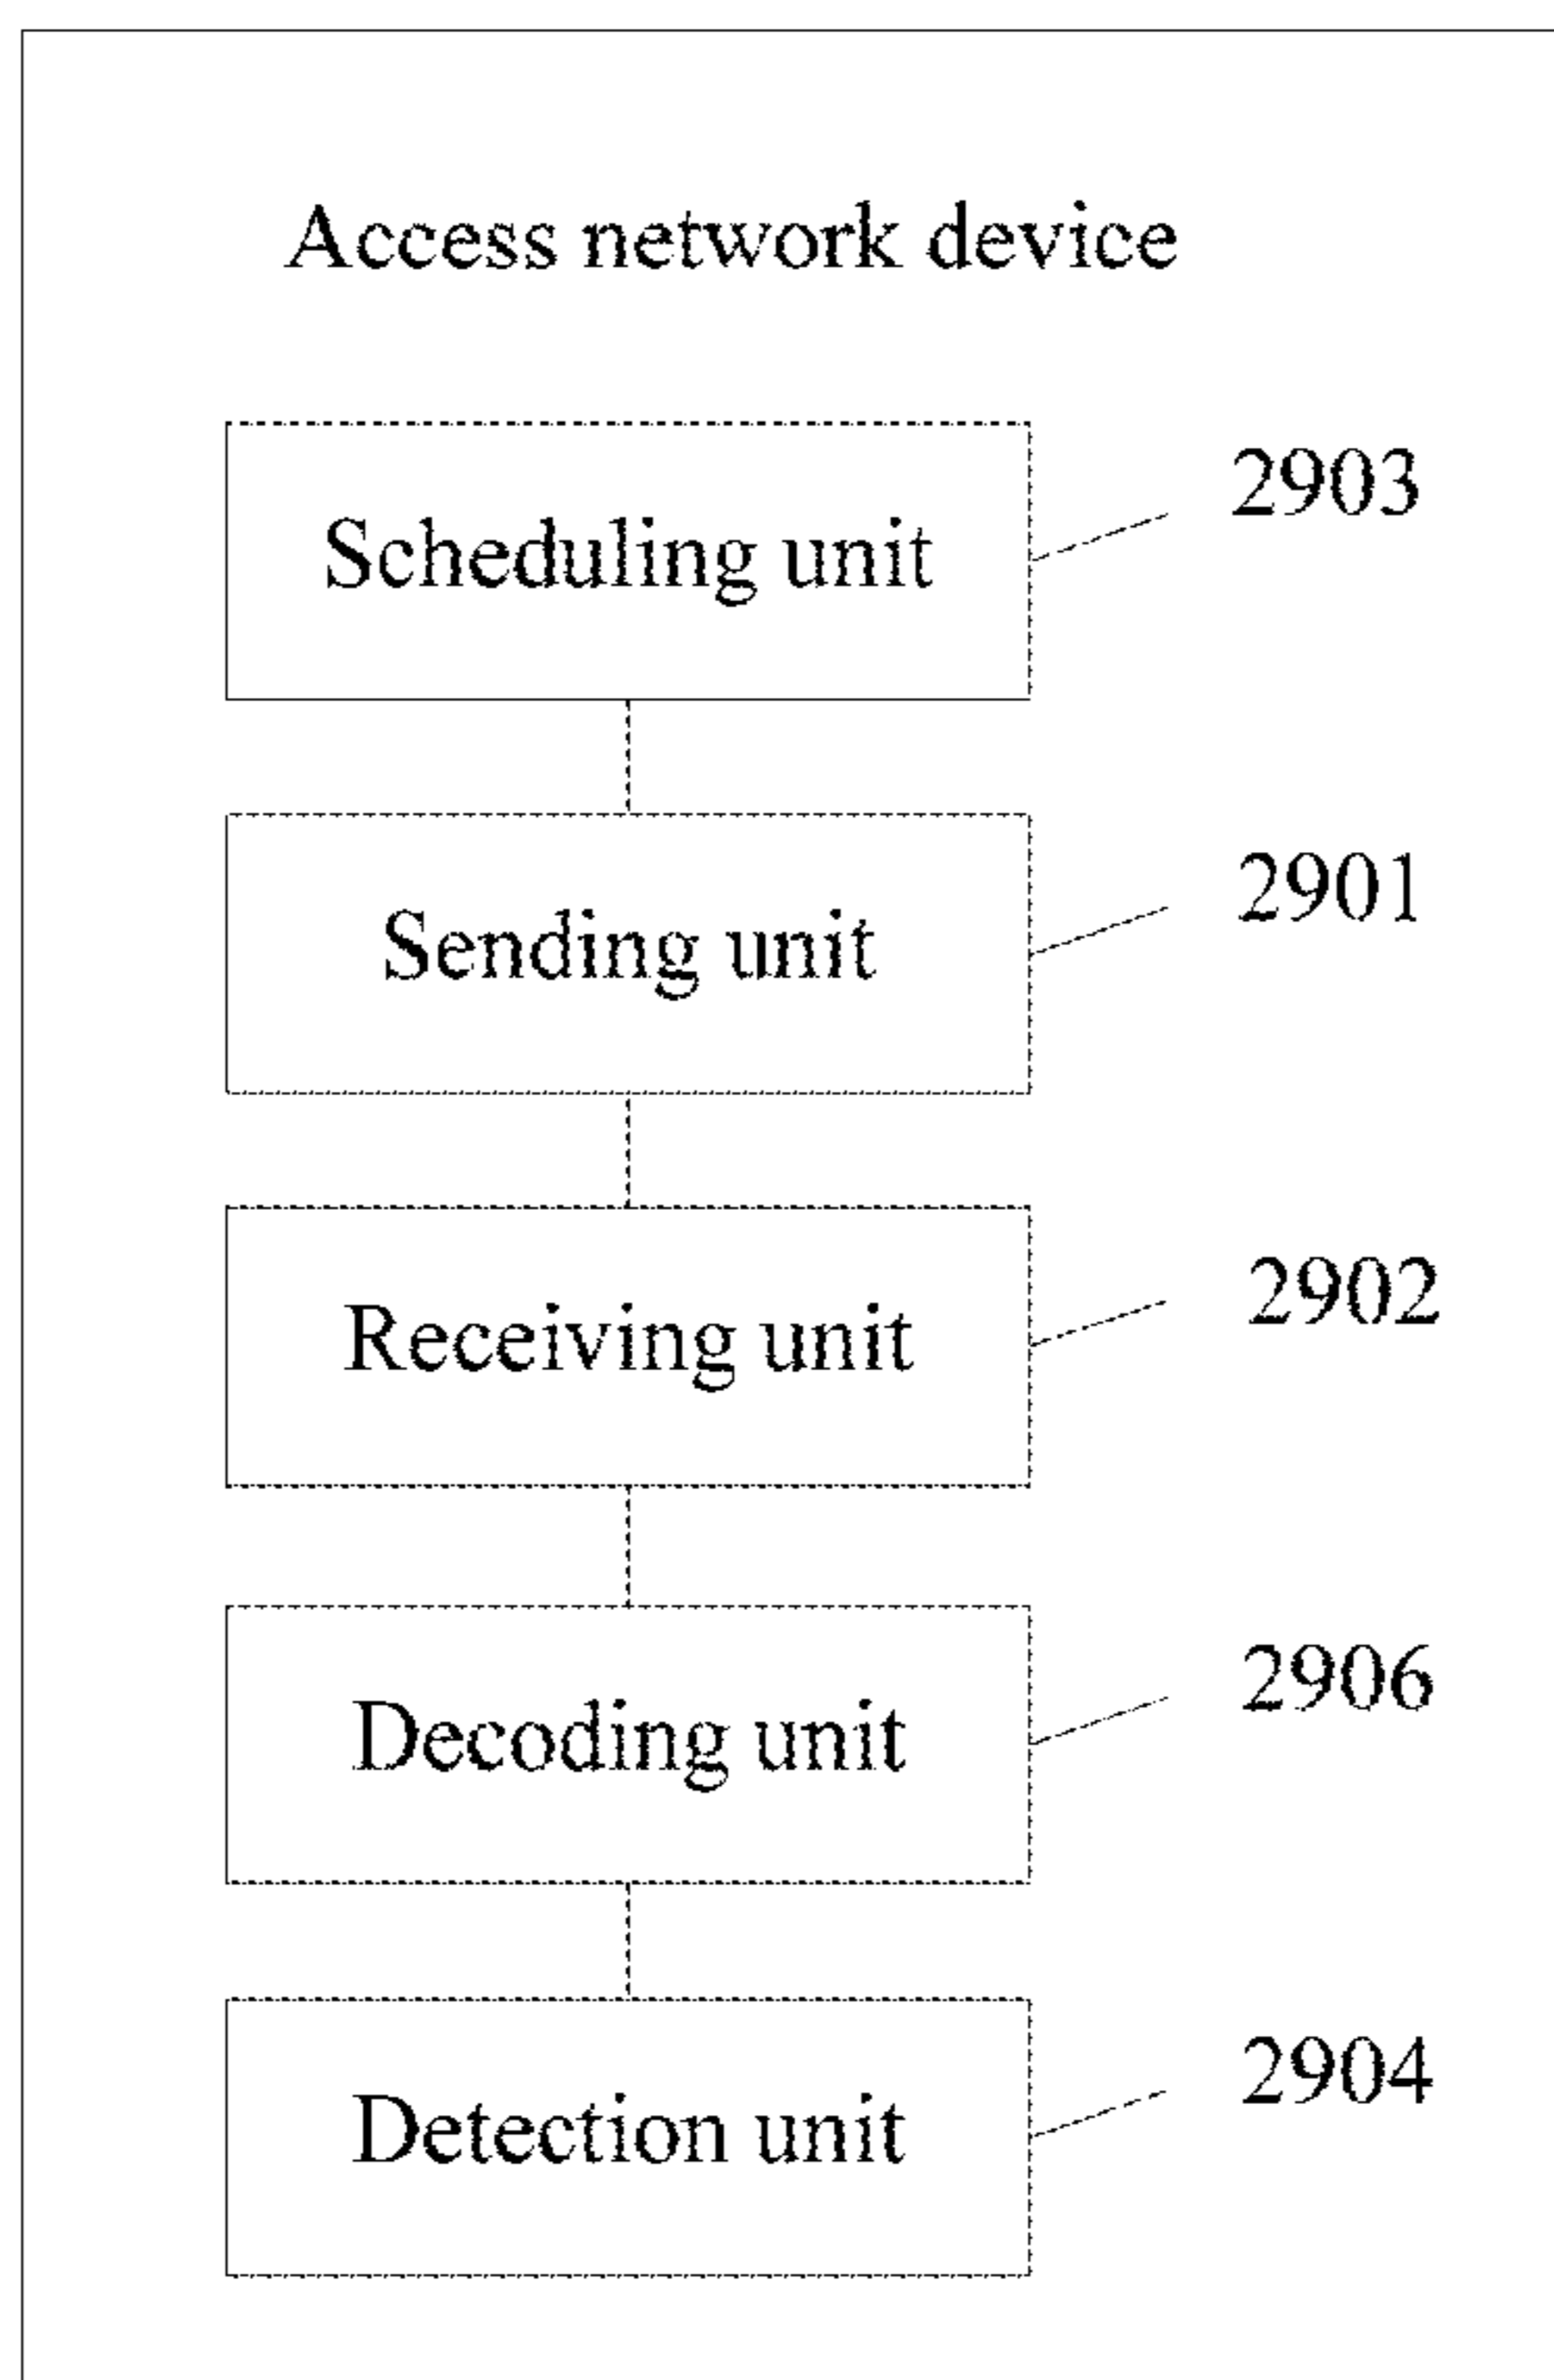 Access network device
Scheduling unit
2903
Sending unit
2901
Receiving unit
2902
Decoding unit
2906
Detection unit
2904